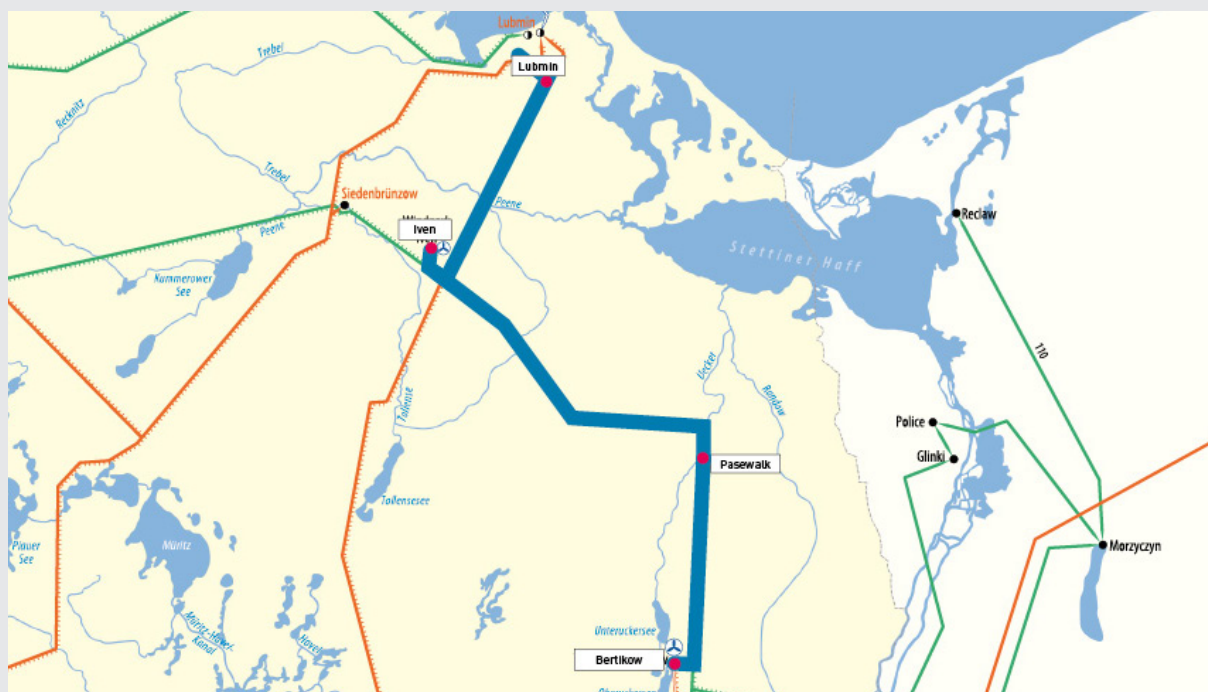 Lubmin
Trebel
Lubmin
Recknitz
Trebel
Siedenbrünzow
Peene
Peene
Iven
Reclaw
Stettiner Haff
Kummerower
See
110
Uecker
Randow
Tollense
Police
Glinki
Pasewalk
Tollensesee
Plauer
See
Müritz
Morzyczyn
Müritz-Havel-
Kanal
Havel
Unteruckersee
Bertikow